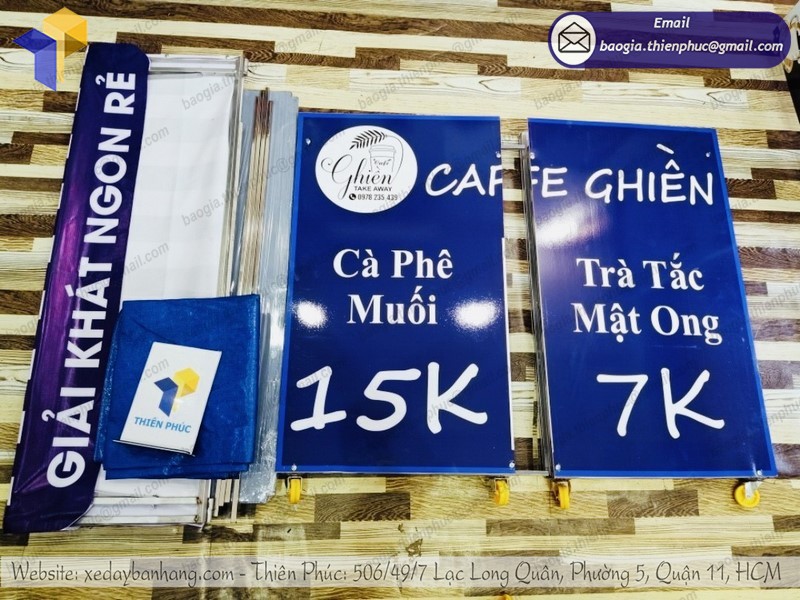 Email
baogia.thienphuc@gmail.com
GIẢI KHÁT NGON RẺ
THIÊN PHÚC
Caffe
Ghiền
TAKE AWAY
0978 235 421
CAFFE GHIỀN
Cà Phê
Muối
15K
Trà Tắc
Mật Ong
7K
Website: xedaybanhang.com - Thiên Phúc: 506/49/7 Lạc Long Quân, Phường 5, Quận 11, HCM